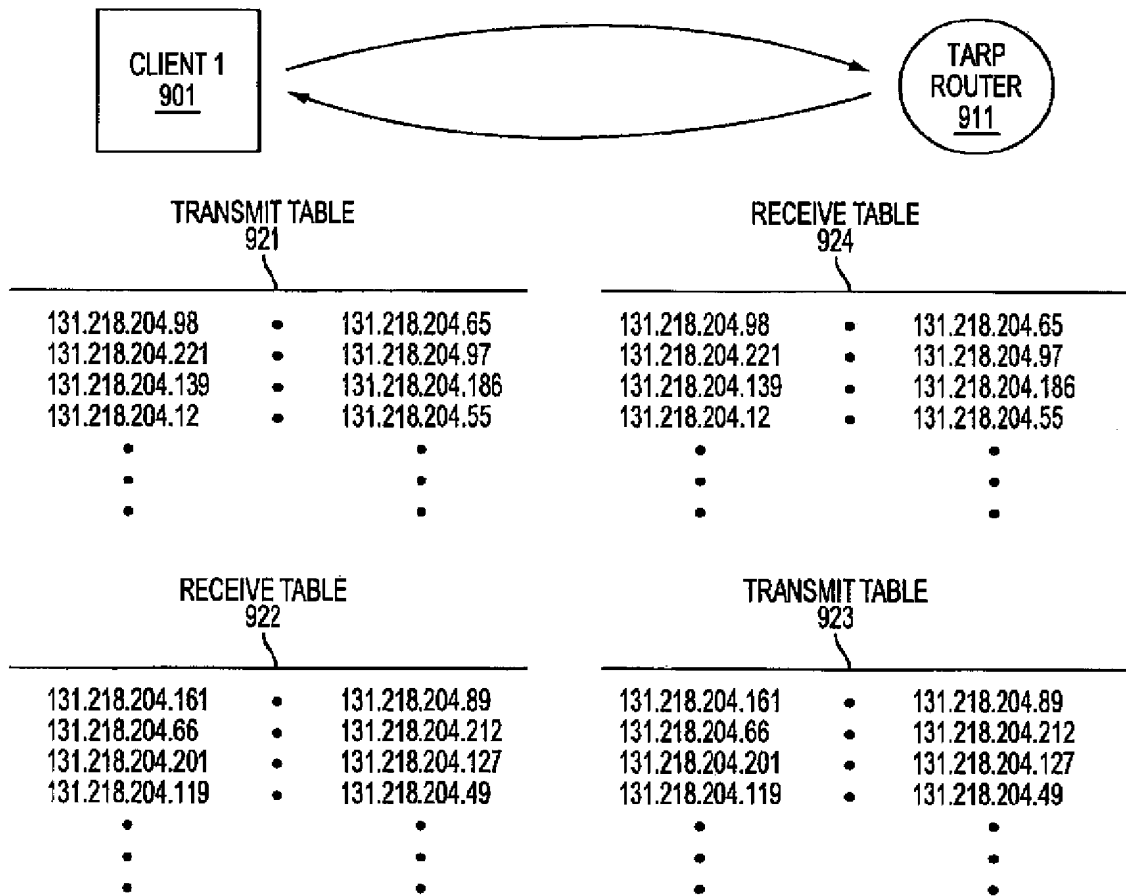 CLIENT 1
901
TARP
ROUTER
911
TRANSMIT TABLE
921
131.218.204.98 • 131.218.204.65
131.218.204.221 • 131.218.204.97
131.218.204.139 • 131.218.204.186
131.218.204.12 • 131.218.204.55
RECEIVE TABLE
924
131.218.204.98 • 131.218.204.65
131.218.204.221 • 131.218.204.97
131.218.204.139 • 131.218.204.186
131.218.204.12 • 131.218.204.55
RECEIVE TABLE
922
131.218.204.161 • 131.218.204.89
131.218.204.66 • 131.218.204.212
131.218.204.201 • 131.218.204.127
131.218.204.119 • 131.218.204.49
TRANSMIT TABLE
923
131.218.204.161 • 131.218.204.89
131.218.204.66 • 131.218.204.212
131.218.204.201 • 131.218.204.127
131.218.204.119 • 131.218.204.49